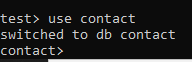 test> use contact
switched to db contact
contact>